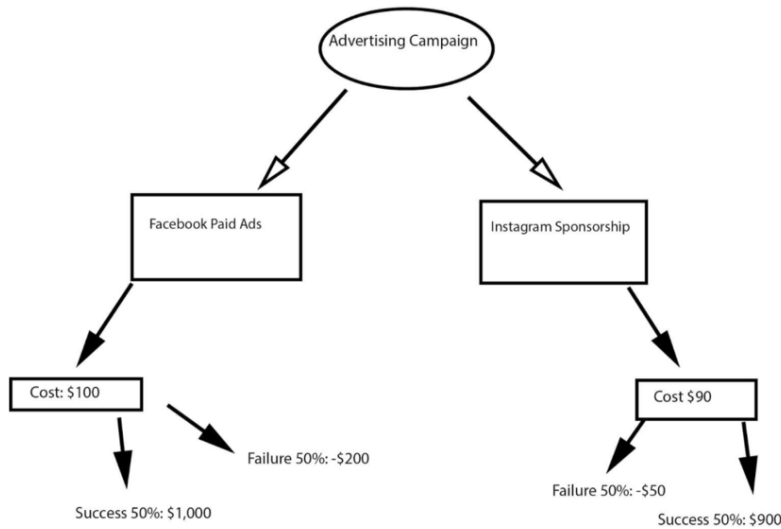 Advertising Campaign
Facebook Paid Ads
Instagram Sponsorship
Cost: $100
Cost $90
Failure 50%: -$200
Success 50%: $1,000
Failure 50%: -$50
Success 50%: $900